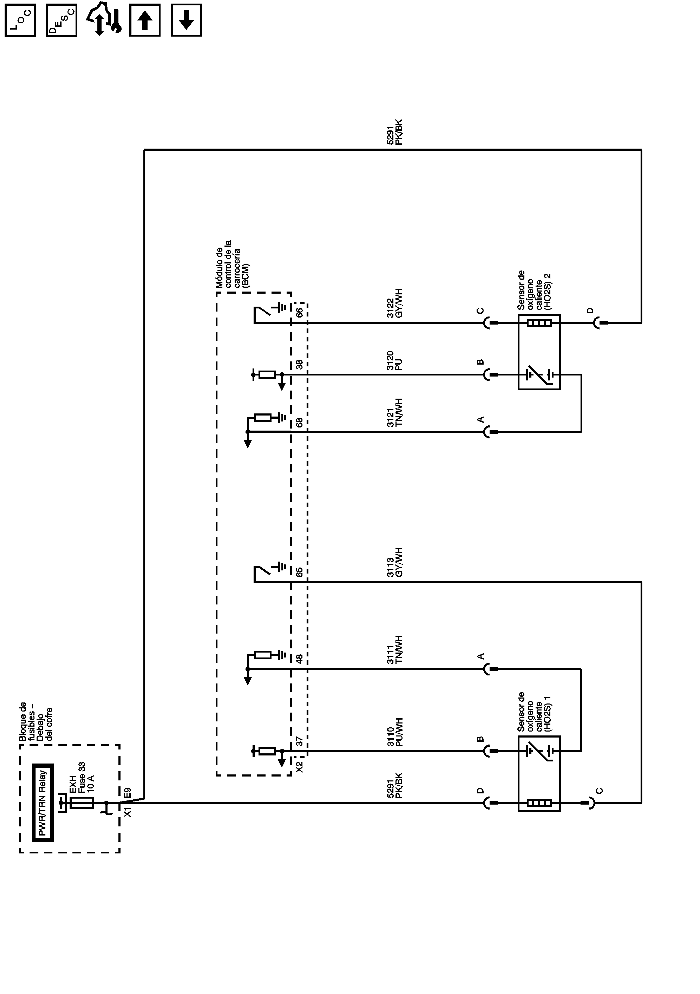 LOC
DESC
5291
PK/BK
Módulo de
control de la
carrocería
(BCM)
66
3122
GY/WH
C
Sensor de
oxígeno
caliente
(HO2S) 2
D
38
3120
PU
B
69
3121
TN/WH
A
65
3113
GY/WH
48
3111
TN/WH
A
Bloque de
fusibles –
Debajo
del cofre
Sensor de
oxígeno
caliente
(HO2S) 1
37
X2
3110
PU/WH
B
PWR/TRN Relay
EXH
Fuse 33
10 A
E9
X1
5291
PK/BK
D
C